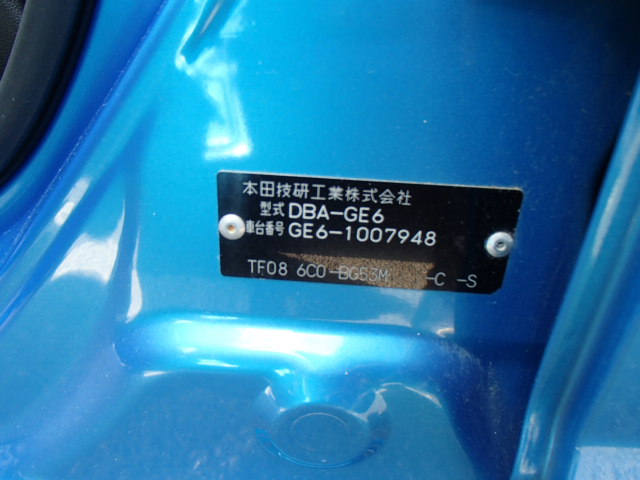 本田技研工業株式会社
型式 DBA-GE6
車台番号 GE6-1007948
TF08 6C0-BG53M -C -S